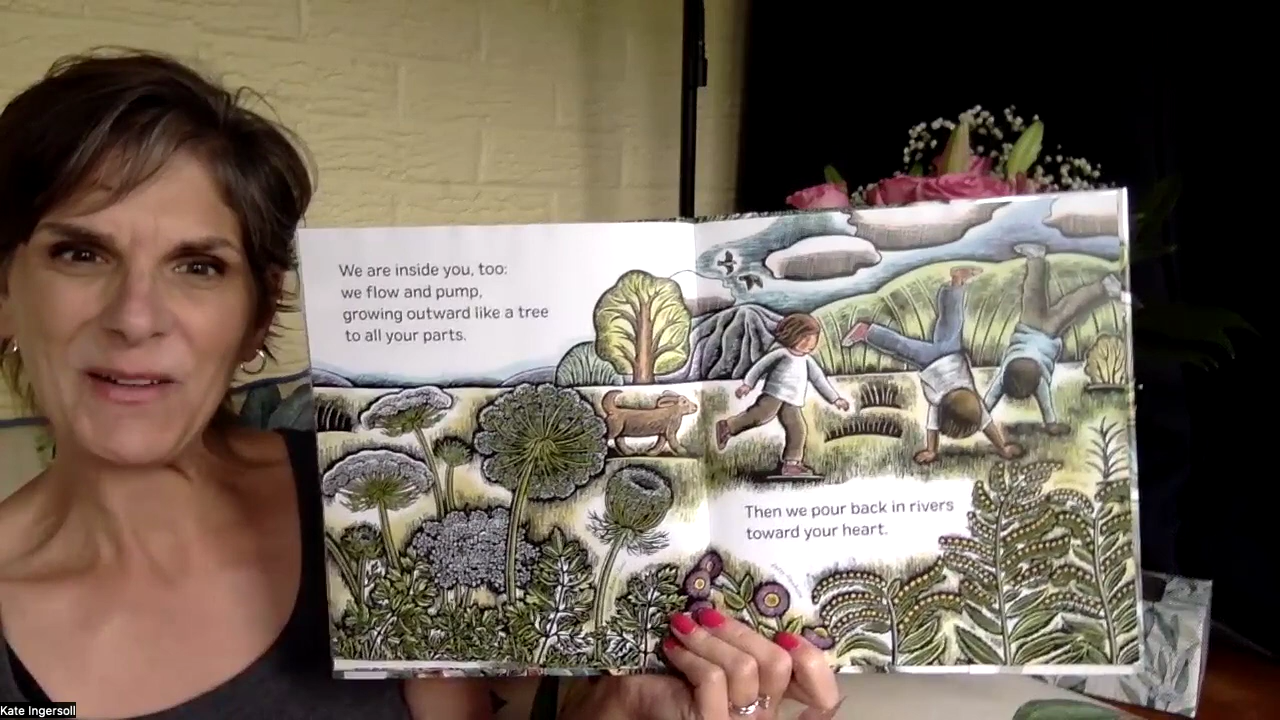 We are inside you, too:
we flow and pump,
growing outward like a tree
to all your parts.
Then we pour back in rivers
toward your heart.
Kate Ingersoll